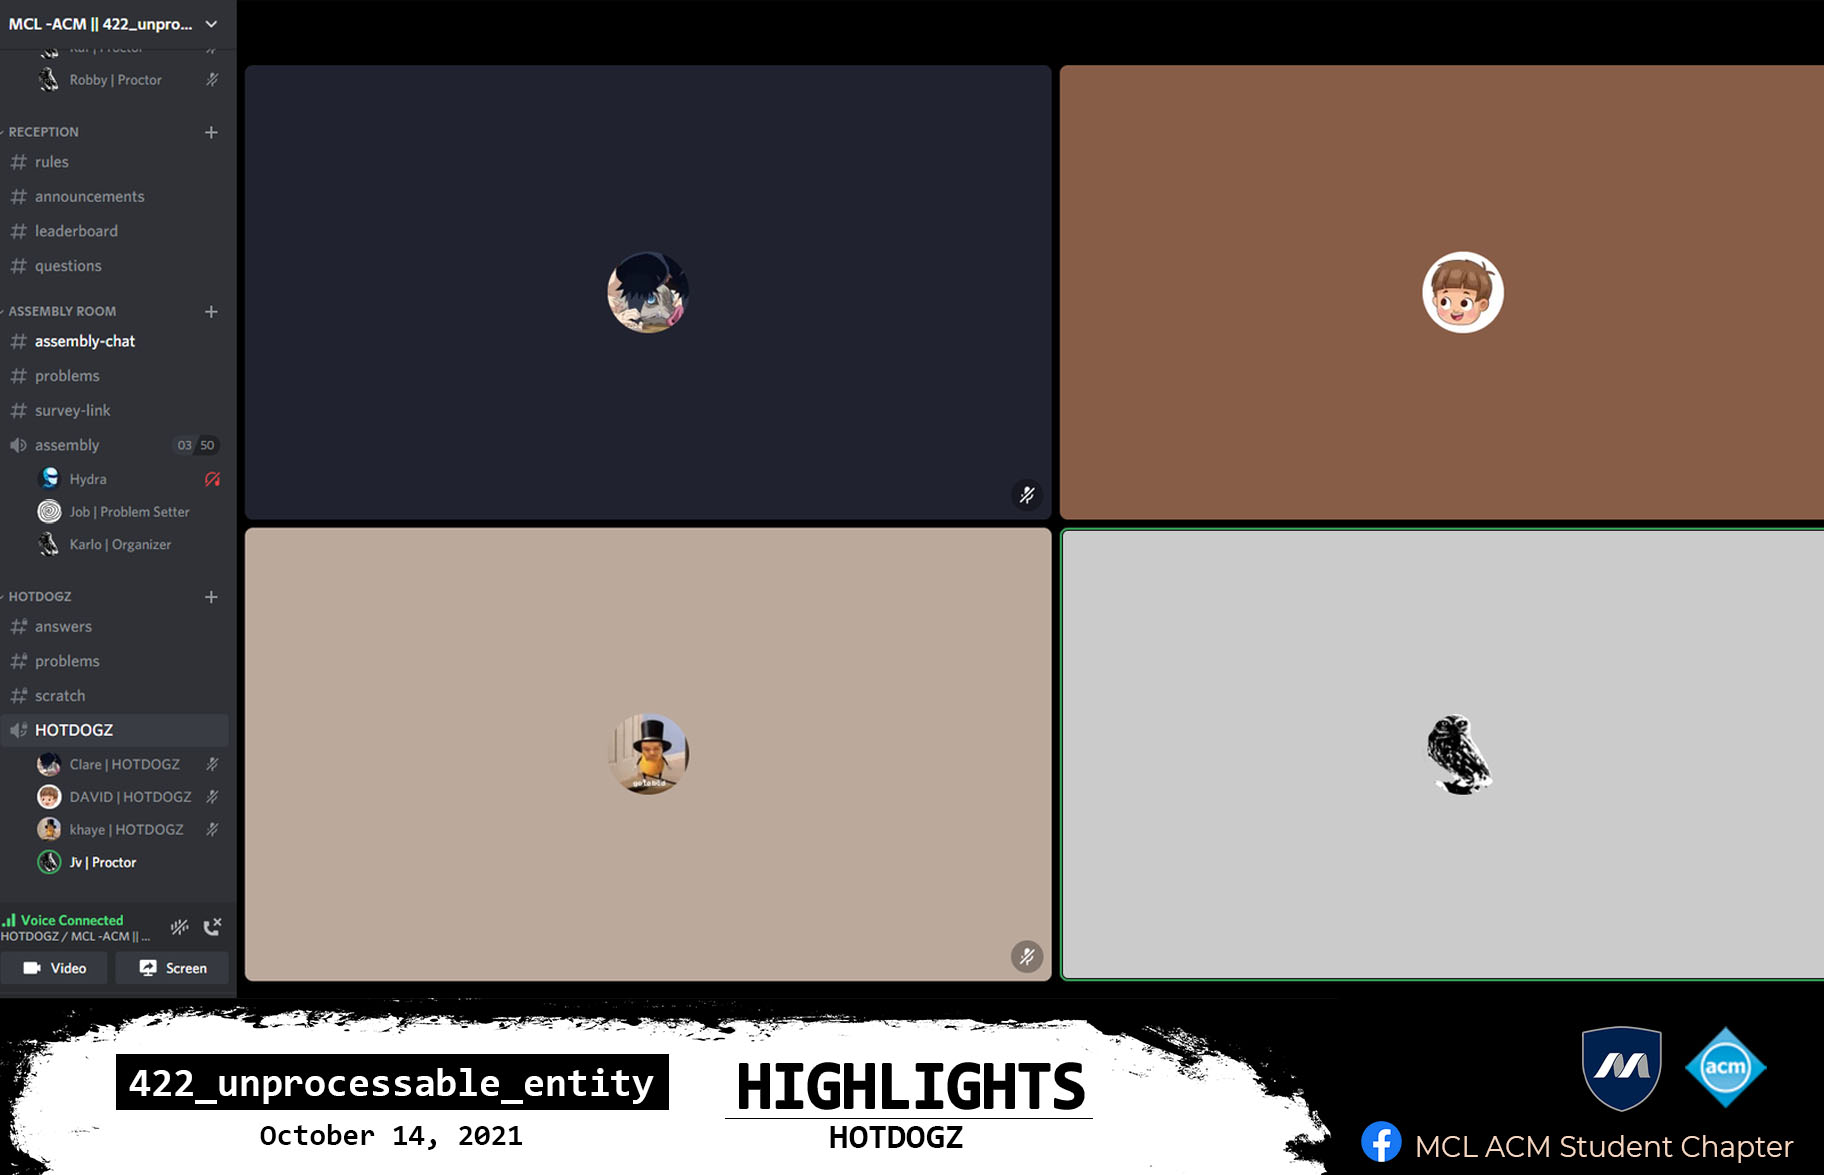 MCL -ACM || 422_unpro...
Kai | Proctor
Robby | Proctor
RECEPTION
rules
announcements
leaderboard
questions
ASSEMBLY ROOM
assembly-chat
problems
survey-link
assembly 03 50
Hydra
Job | Problem Setter
Karlo | Organizer
HOTDOGZ
answers
problems
scratch
HOTDOGZ
Clare | HOTDOGZ
DAVID | HOTDOGZ
khaye | HOTDOGZ
Jv | Proctor
Voice Connected
HOTDOGZ / MCL -ACM || ...
Video Screen
422_unprocessable_entity
October 14, 2021
HIGHLIGHTS
HOTDOGZ
acm
MCL ACM Student Chapter